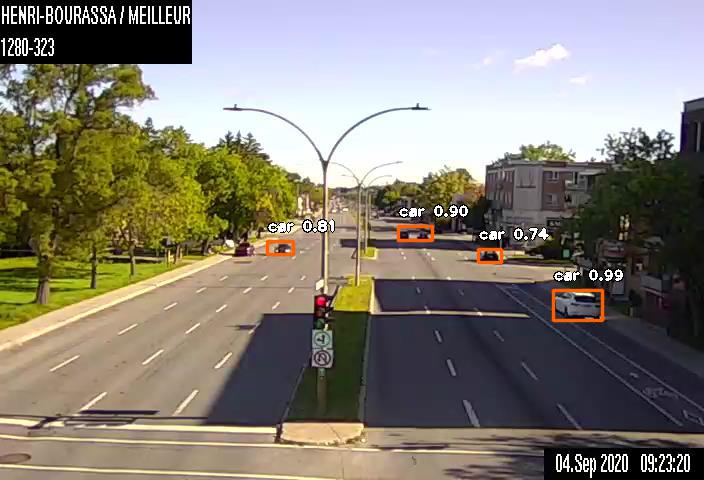 HENRI-BOURASSA / MEILLEUR
1280-323
car 0.90
car 0.81
car 0.74
car 0.99
04.Sep 2020 09:23:20